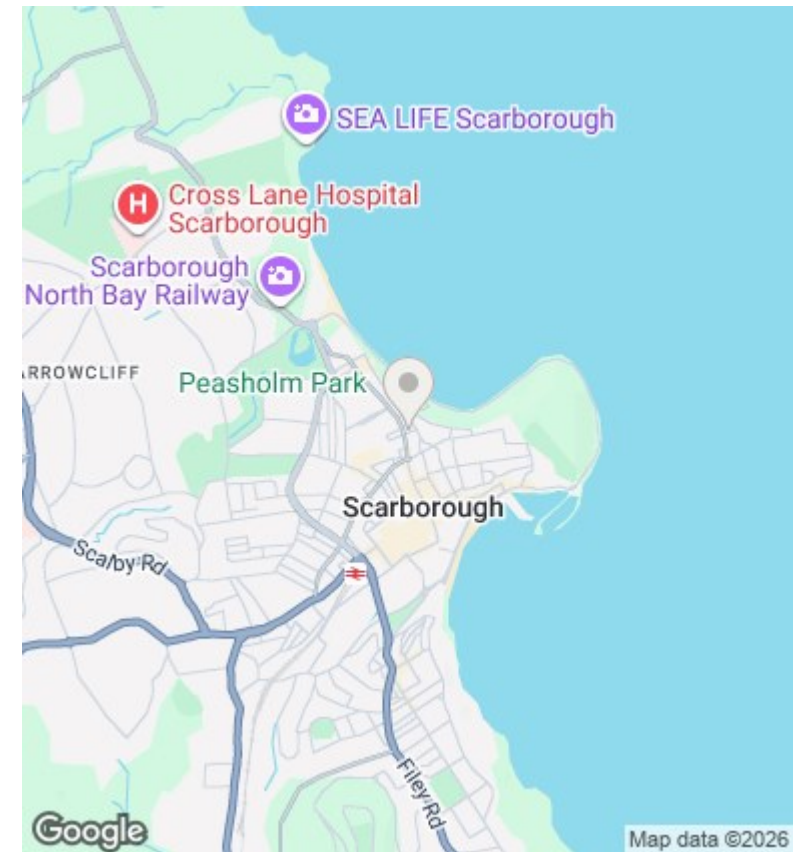 SEA LIFE Scarborough
H
Cross Lane Hospital
Scarborough
Scarborough
North Bay Railway
ARROWCLIFF
Peasholm Park
Scarborough
Scalby Rd
Filey Rd
Google
Map data ©2026